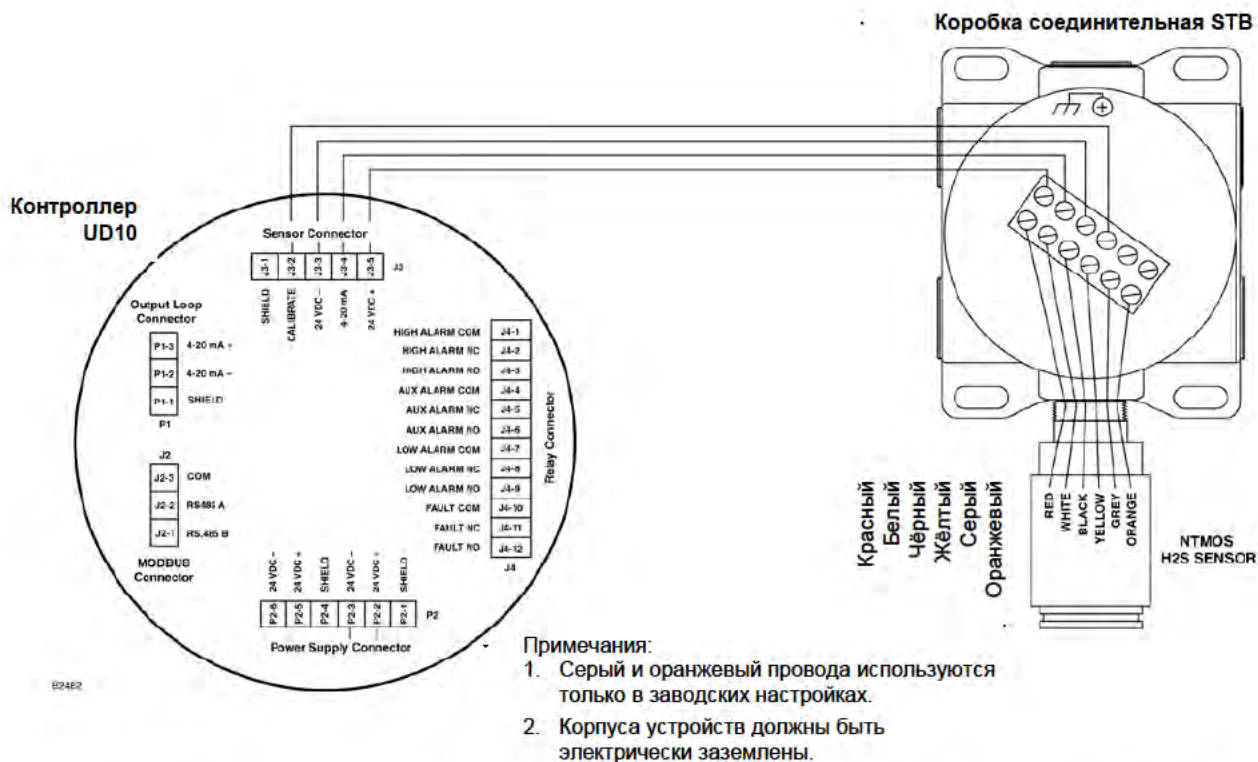 Коробка соединительная STB
Контроллер
UD10
Sensor Connector
J3-1
J3-2
J3-3
J3-4
J3-5
J3
SHIELD
CALIBRATE
24 VDC –
4-20 mA
24 VDC +
Output Loop
Connector
P1-3 4-20 mA +
P1-2 4-20 mA –
P1-1 SHIELD
P1
J2
J2-3 COM
J2-2 RS485 A
J2-1 RS485 B
MODBUS
Connector
HIGH ALARM COM J4-1
HIGH ALARM NC J4-2
HIGH ALARM NO J4-3
AUX ALARM COM J4-4
AUX ALARM NC J4-5
AUX ALARM NO J4-6
LOW ALARM COM J4-7
LOW ALARM NC J4-8
LOW ALARM NO J4-9
FAULT COM J4-10
FAULT NC J4-11
FAULT NO J4-12
J4
Relay Connector
24 VDC –
24 VDC +
SHIELD
24 VDC –
24 VDC +
SHIELD
P2-6
P2-5
P2-4
P2-3
P2-2
P2-1
P2
Power Supply Connector
B2462
Красный
Белый
Чёрный
Жёлтый
Серый
Оранжевый
RED
WHITE
BLACK
YELLOW
GREY
ORANGE
NTMOS
H2S SENSOR
Примечания:
1. Серый и оранжевый провода используются
только в заводских настройках.
2. Корпуса устройств должны быть
электрически заземлены.